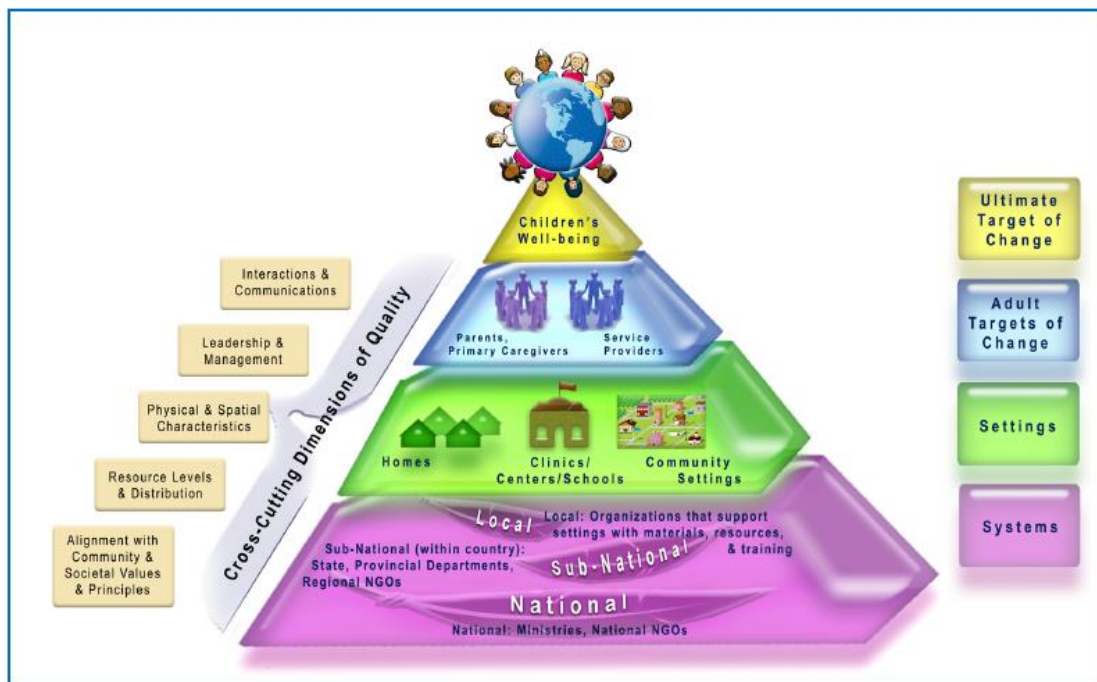 Children's
Well-being
Parents,
Primary Caregivers
Service
Providers
Homes
Clinics/
Centers/Schools
Community
Settings
Local
Local: Organizations that support
settings with materials, resources,
& training
Sub-National (within country):
State, Provincial Departments,
Regional NGOs
Sub-National
National
National: Ministries, National NGOs
Cross-Cutting Dimensions of Quality
Interactions &
Communications
Leadership &
Management
Physical & Spatial
Characteristics
Resource Levels
& Distribution
Alignment with
Community &
Societal Values
& Principles
Ultimate
Target of
Change
Adult
Targets of
Change
Settings
Systems